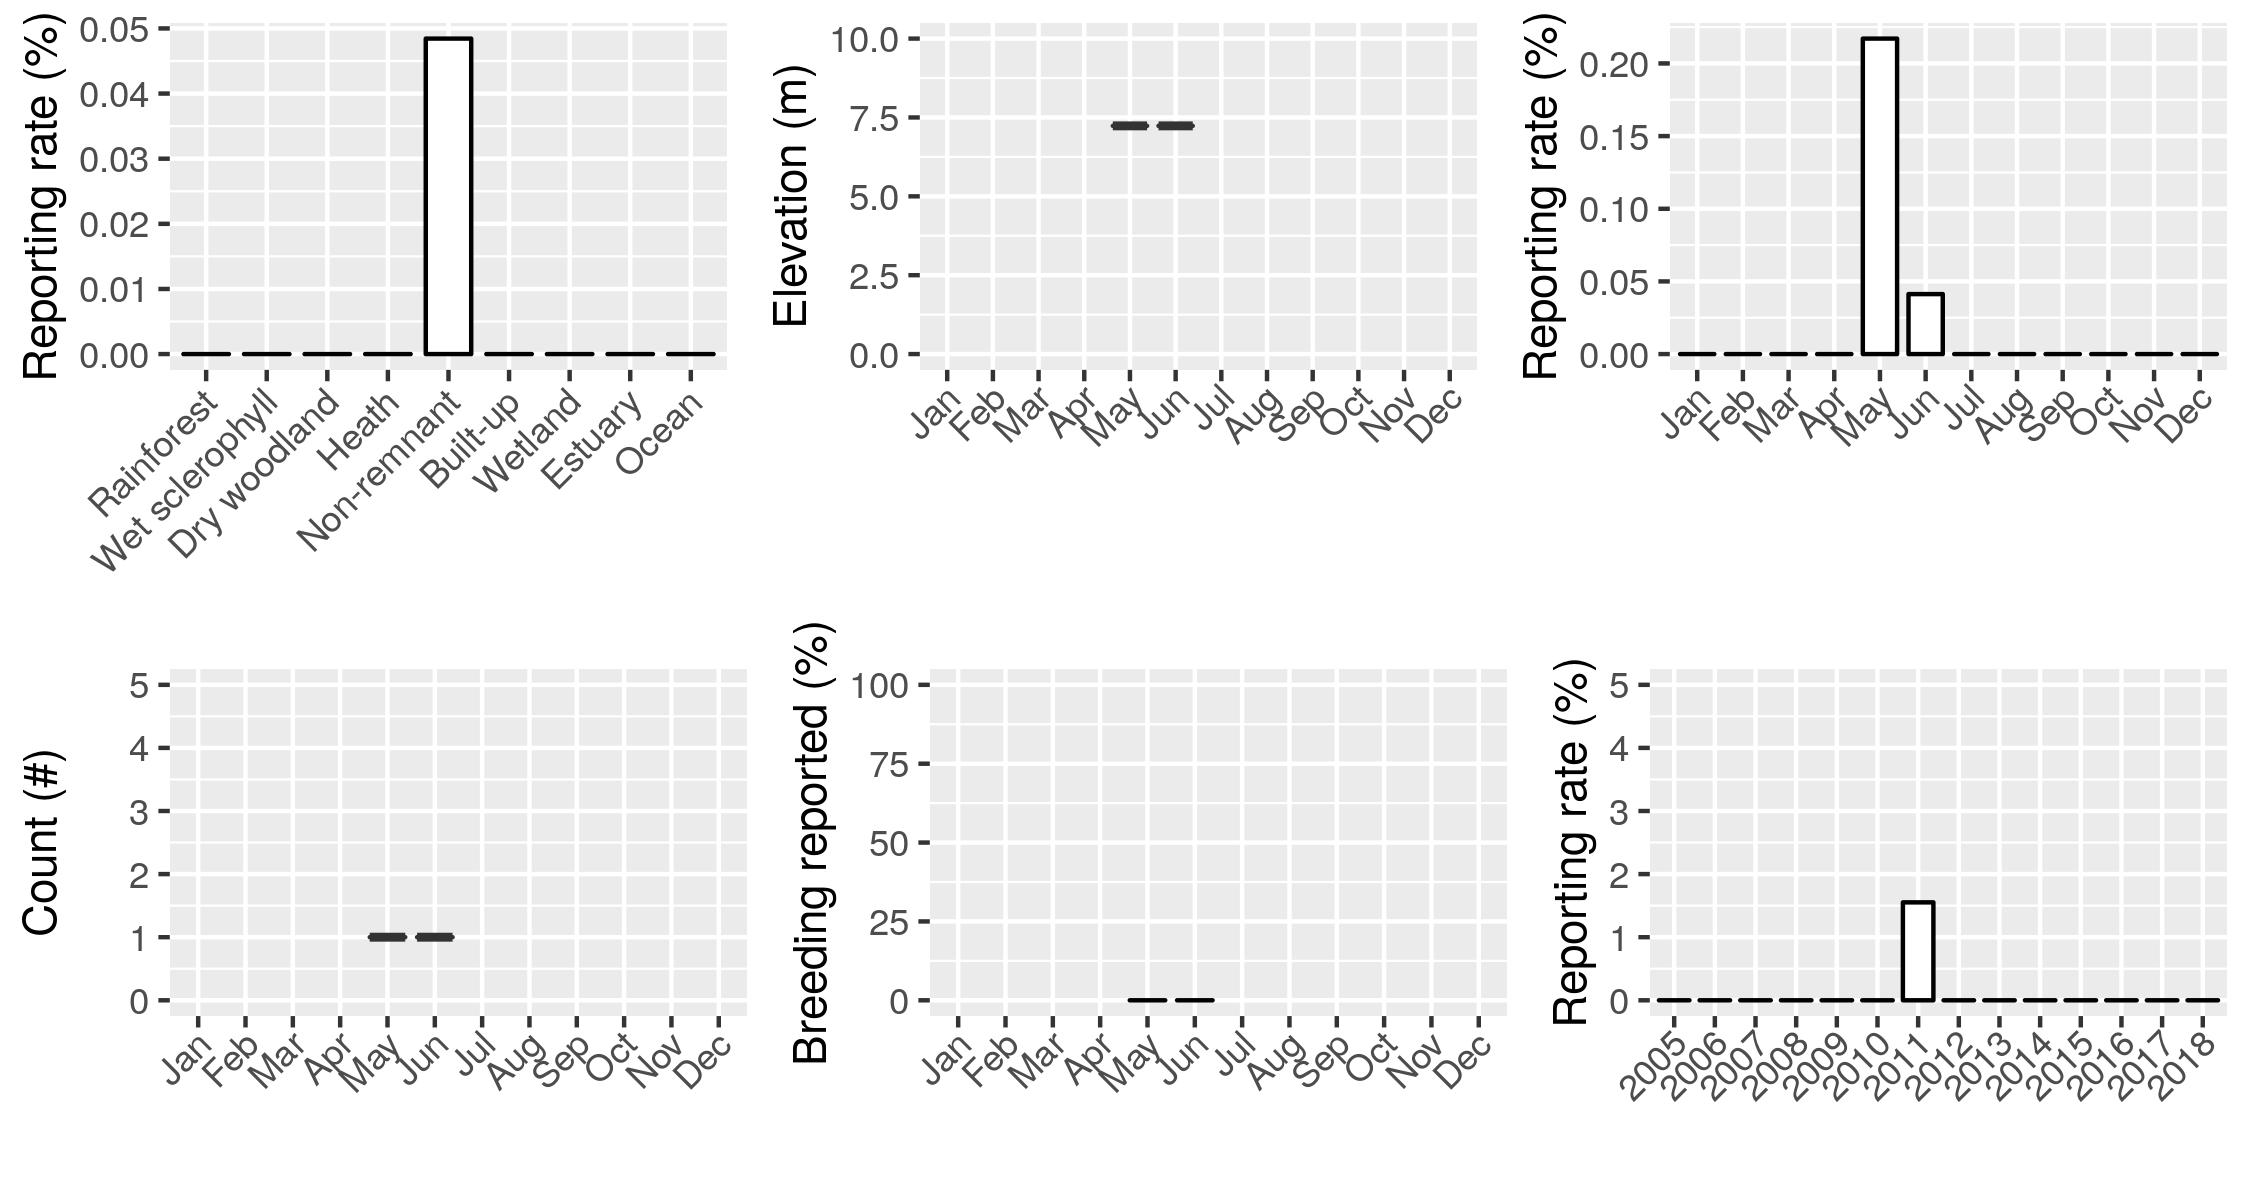 Reporting rate (%)
0.05
0.04
0.03
0.02
0.01
0.00
Rainforest
Wet sclerophyll
Dry woodland
Heath
Non-remnant
Built-up
Wetland
Estuary
Ocean
Elevation (m)
10.0
7.5
5.0
2.5
0.0
Jan
Feb
Mar
Apr
May
Jun
Jul
Aug
Sep
Oct
Nov
Dec
Reporting rate (%)
0.20
0.15
0.10
0.05
0.00
Jan
Feb
Mar
Apr
May
Jun
Jul
Aug
Sep
Oct
Nov
Dec
Count (#)
5
4
3
2
1
0
Jan
Feb
Mar
Apr
May
Jun
Jul
Aug
Sep
Oct
Nov
Dec
Breeding reported (%)
100
75
50
25
0
Jan
Feb
Mar
Apr
May
Jun
Jul
Aug
Sep
Oct
Nov
Dec
Reporting rate (%)
5
4
3
2
1
0
2005
2006
2007
2008
2009
2010
2011
2012
2013
2014
2015
2016
2017
2018